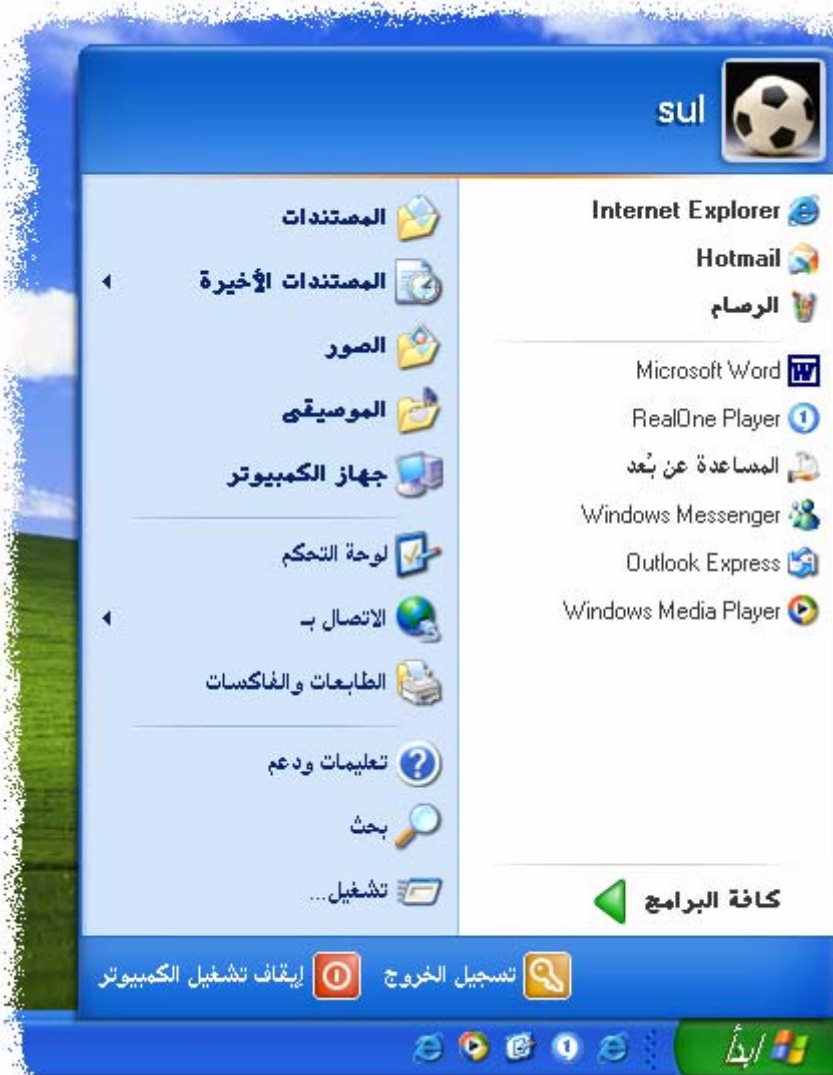 sul
Internet Explorer
Hotmail
الرسام
Microsoft Word
RealOne Player
المساعدة عن بُعد
Windows Messenger
Outlook Express
Windows Media Player
كافة البرامج
المستندات
المستندات الأخيرة
الصور
الموسيقى
جهاز الكمبيوتر
لوحة التحكم
الاتصال بـ
الطابعات والفاكسات
تعليمات ودعم
بحث
تشغيل...
تسجيل الخروج
إيقاف تشغيل الكمبيوتر
ابدأ